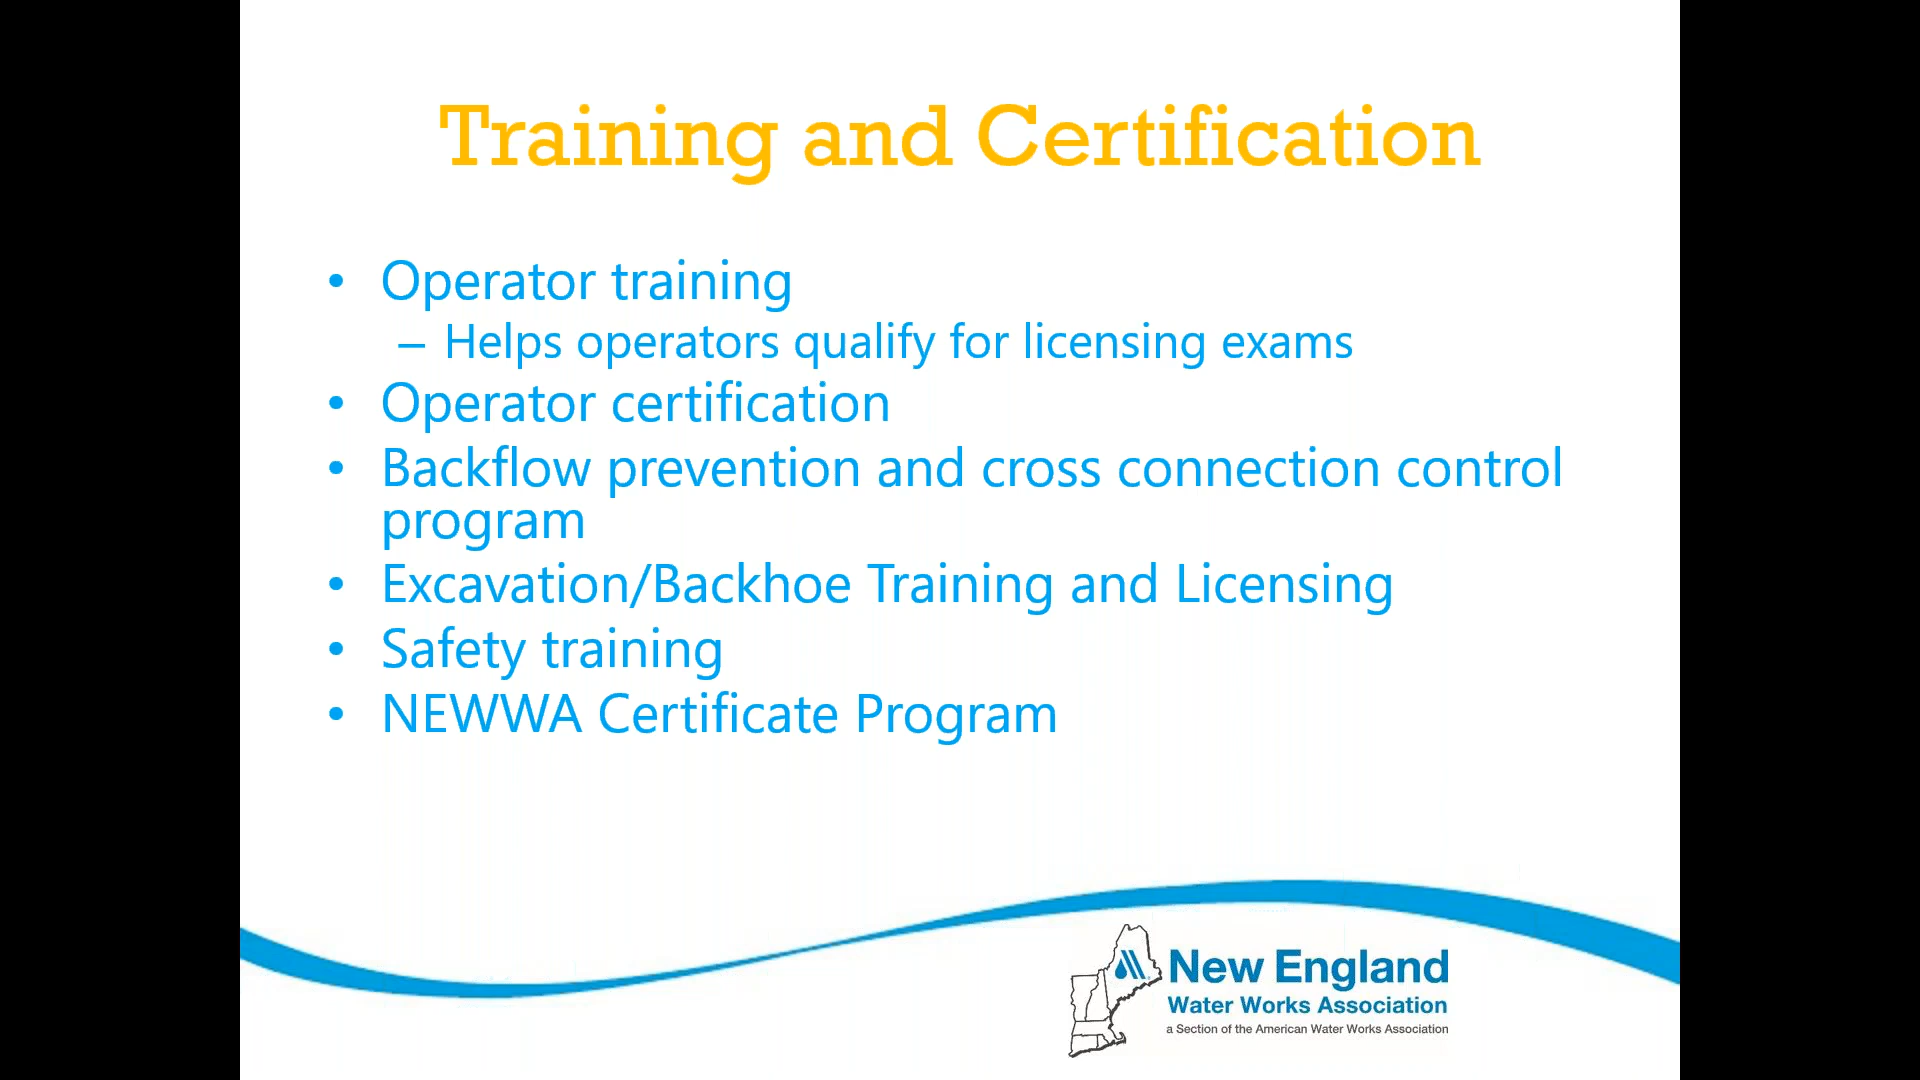 Training and Certification
• Operator training
– Helps operators qualify for licensing exams
• Operator certification
• Backflow prevention and cross connection control
program
• Excavation/Backhoe Training and Licensing
• Safety training
• NEWWA Certificate Program
New England
Water Works Association
a Section of the American Water Works Association